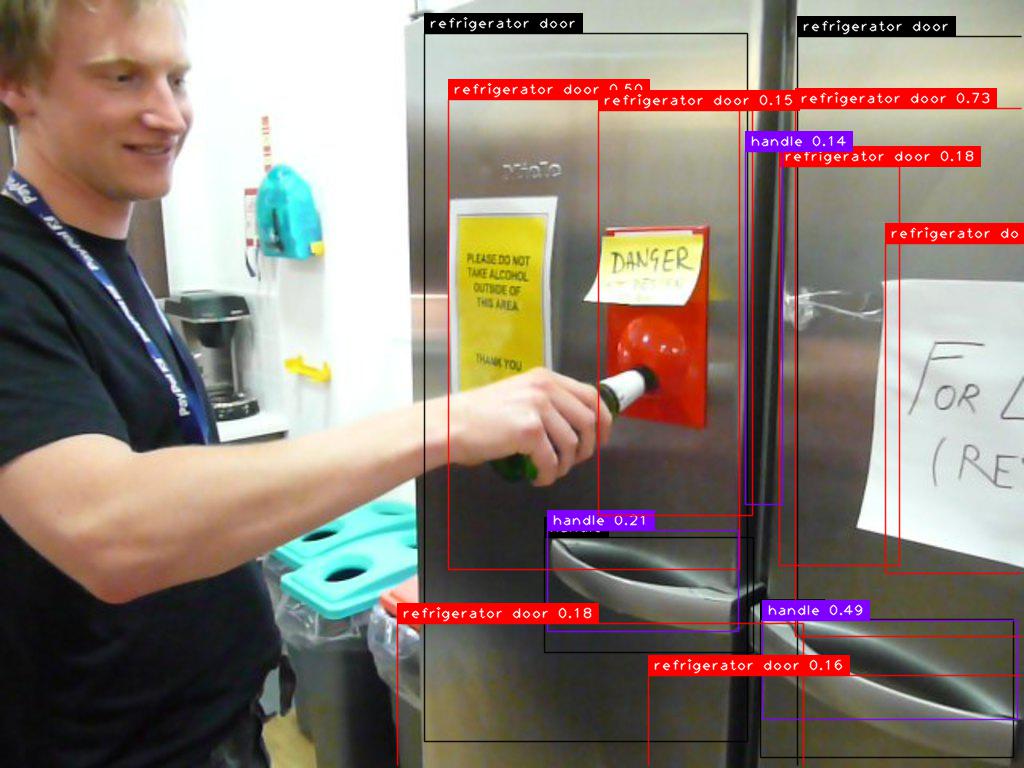 refrigerator door
refrigerator door
refrigerator door 0.50
refrigerator door 0.15
refrigerator door 0.73
handle 0.14
refrigerator door 0.18
refrigerator do
Miele
PLEASE DO NOT
TAKE ALCOHOL
OUTSIDE OF
THIS AREA
THANK YOU
DANGER
PayPal
FOR
(RE
handle 0.21
handle 0.49
refrigerator door 0.18
refrigerator door 0.16